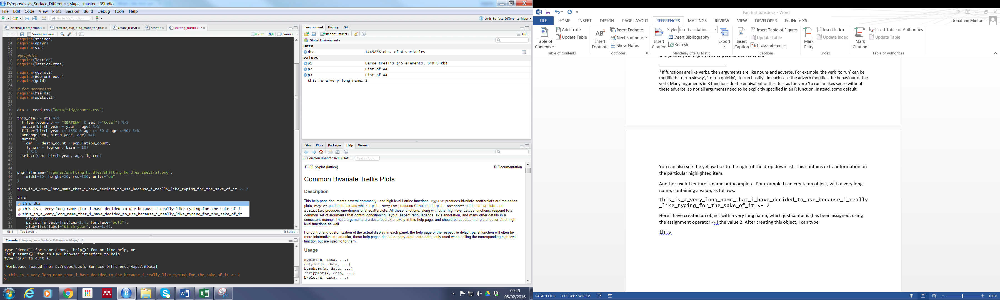 E:/repos/Lexis_Surface_Difference_Maps - master - RStudio
File Edit Code View Plots Session Build Debug Tools Help
Go to file/function
Lexis_Surface_Difference_Maps
external_mort_script.R
recreate_oup_blog_maps_for_ije.R
create_lexis.R
script.r
shifting_hurdles.R*
Source on Save
Run
Source
13 require(stringr)
14 require(dplyr)
15 require(car)
16
17 #graphics
18 require(lattice)
19 require(latticeExtra)
20
21 require(ggplot2)
22 require(RColorBrewer)
23 require(grid)
24
25 # for smoothing
26 require(fields)
27 require(spatstat)
28
29
30 dta <- read_csv("data/tidy/counts.csv")
31
32 this_dta <- dta %>%
33 filter(country == "GBRTENW" & sex !="total") %>%
34 mutate(birth_year = year - age) %>%
35 filter(birth_year >= 1850 & age >= 50 & age <=90) %>%
36 arrange(sex, birth_year, age) %>%
37 mutate(
38 cmr = death_count / population_count,
39 lg_cmr = log(cmr, base = 10)
40 ) %>%
41 select(sex, birth_year, age, lg_cmr)
42
43
44
45 png(filename="figures/shifting_hurdles/shifting_hurdles_spectral.png",
46 width=30, height=20, res=300, units="cm"
47 )
48
49 this_is_a_very_long_name_that_i_have_decided_to_use_because_i_really_like_typing_for_the_sake_of_it <- 2
50
51 this
52 this_dta
53
54 this_is_a_very_long_name_that_i_have_decided_to_use_because_i_really_like_typing_for_the_sake_of_it
55 this_is_a_very_long_name_that_i_have_decided_to_use_because_i_really_like_typing_for_the_sake_of_it
56 region=T,
57 par.strip.text=list(cex=1.4, fontface="bold"),
58 ylab=list(label="Birth year", cex=1.4),
51:5 (Top Level) R Script
Console E:/repos/Lexis_Surface_Difference_Maps/
Type 'demo()' for some demos, 'help()' for on-line help, or
'help.start()' for an HTML browser interface to help.
Type 'q()' to quit R.
[Workspace loaded from E:/repos/Lexis_Surface_Difference_Maps/.RData]
> this_is_a_very_long_name_that_i_have_decided_to_use_because_i_really_like_typing_for_the_sake_of_it <- 2
>
Environment History Git
Import Dataset
List
Global Environment
Data
dta 1445886 obs. of 6 variables
Values
p1 Large trellis (45 elements, 649.6 Kb)
p2 List of 44
p3 List of 44
this_is_a_very_long_name… 2
Files Plots Packages Help Viewer
R: Common Bivariate Trellis Plots
Find in Topic
B_00_xyplot {lattice} R Documentation
Common Bivariate Trellis Plots
Description
This help page documents several commonly used high-level Lattice functions. xyplot produces bivariate scatterplots or time-series
plots, bwplot produces box-and-whisker plots, dotplot produces Cleveland dot plots, barchart produces bar plots, and
stripplot produces one-dimensional scatterplots. All these functions, along with other high-level Lattice functions, respond to a
common set of arguments that control conditioning, layout, aspect ratio, legends, axis annotation, and many other details in a
consistent manner. These arguments are described extensively in this help page, and should be used as the reference for other high-
level functions as well.
For control and customization of the actual display in each panel, the help page of the respective default panel function will often be
more informative. In particular, these help pages describe many arguments commonly used when calling the corresponding high-level
function but are specific to them.
Usage
xyplot(x, data, ...)
dotplot(x, data, ...)
barchart(x, data, ...)
stripplot(x, data, ...)
bwplot(x, data, ...)
09:49
05/02/2016
Farr Institute.docx - Word
FILE HOME INSERT DESIGN PAGE LAYOUT REFERENCES MAILINGS REVIEW VIEW DEVELOPER EndNote X6
Jonathan Minton
Table of Contents
Add Text
Update Table
Table of Contents
AB1 Insert Footnote
Insert Endnote
Next Footnote
Show Notes
Footnotes
Insert Citation
Style: Insert a citation...
Insert Bibliography
Refresh
Export
Mendeley Cite-O-Matic
Insert Caption
Insert Table of Figures
Update Table
Cross-reference
Captions
Mark Entry
Insert Index
Update Index
Index
Mark Citation
Insert Table of Authorities
Update Table
Table of Authorities
things that you might want to pass to the function.
3 If functions are like verbs, then arguments are like nouns and adverbs. For example, the verb ‘to run’ can be
modified: ‘to run slowly’, ‘to run quickly’, ‘to run hastily’. In each case the adverb modifies the behaviour of the
verb. Many arguments in R functions do the equivalent of this. Just as the verb ‘to run’ makes sense without
these adverbs, so not all arguments need to be explicitly specified in an R function. Instead, some default
You can also see the yellow box to the right of the drop down list. This contains extra information on
the particular highlighted item.
Another useful feature is name autocomplete. For example I can create an object, with a very long
name, containing a value, as follows:
this_is_a_very_long_name_that_i_have_decided_to_use_because_i_really
_like_typing_for_the_sake_of_it <- 2
Here I have created an object with a very long name, which just contains (has been assigned, using
the assignment operator <- ) the value 2. After creating this object, I can type
this
PAGE 9 OF 9 3 OF 2867 WORDS 100%